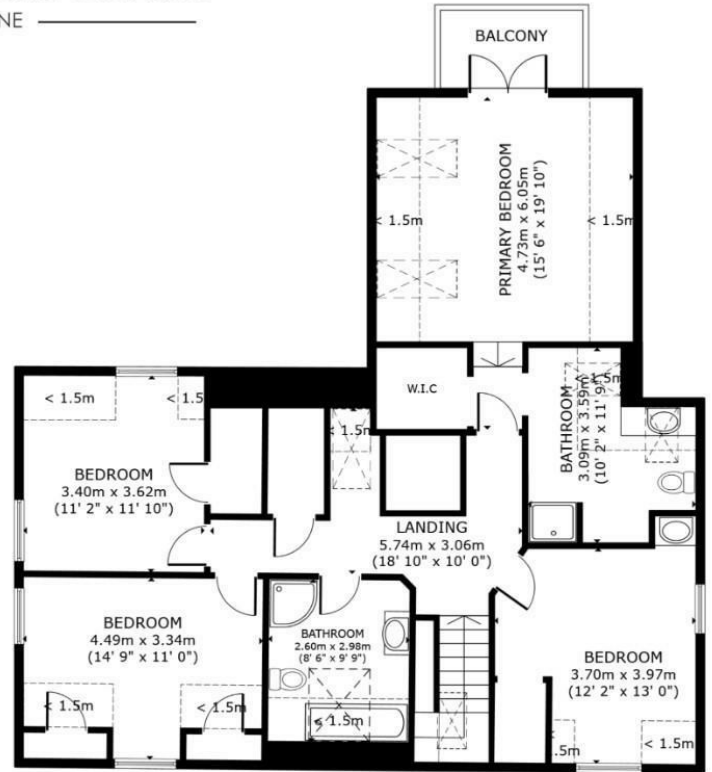 NE
BALCONY
PRIMARY BEDROOM
4.73m x 6.05m
(15' 6" x 19' 10")
< 1.5m
< 1.5m
W.I.C
BATHROOM
3.09m x 3.59m
(10' 2" x 11' 9")
< 1.5m
< 1.5m
< 1.5
< 1.5m
BEDROOM
3.40m x 3.62m
(11' 2" x 11' 10")
LANDING
5.74m x 3.06m
(18' 10" x 10' 0")
BEDROOM
4.49m x 3.34m
(14' 9" x 11' 0")
< 1.5m
< 1.5m
BATHROOM
2.60m x 2.98m
(8' 6" x 9' 9")
< 1.5m
BEDROOM
3.70m x 3.97m
(12' 2" x 13' 0")
.5m
< 1.5m